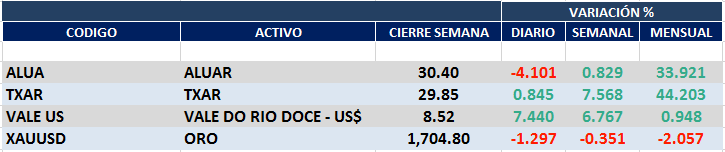 VARIACIÓN %
CODIGO ACTIVO CIERRE SEMANA DIARIO SEMANAL MENSUAL
ALUA ALUAR 30.40 -4.101 0.829 33.921
TXAR TXAR 29.85 0.845 7.568 44.203
VALE US VALE DO RIO DOCE - US$ 8.52 7.440 6.767 0.948
XAUUSD ORO 1,704.80 -1.297 -0.351 -2.057